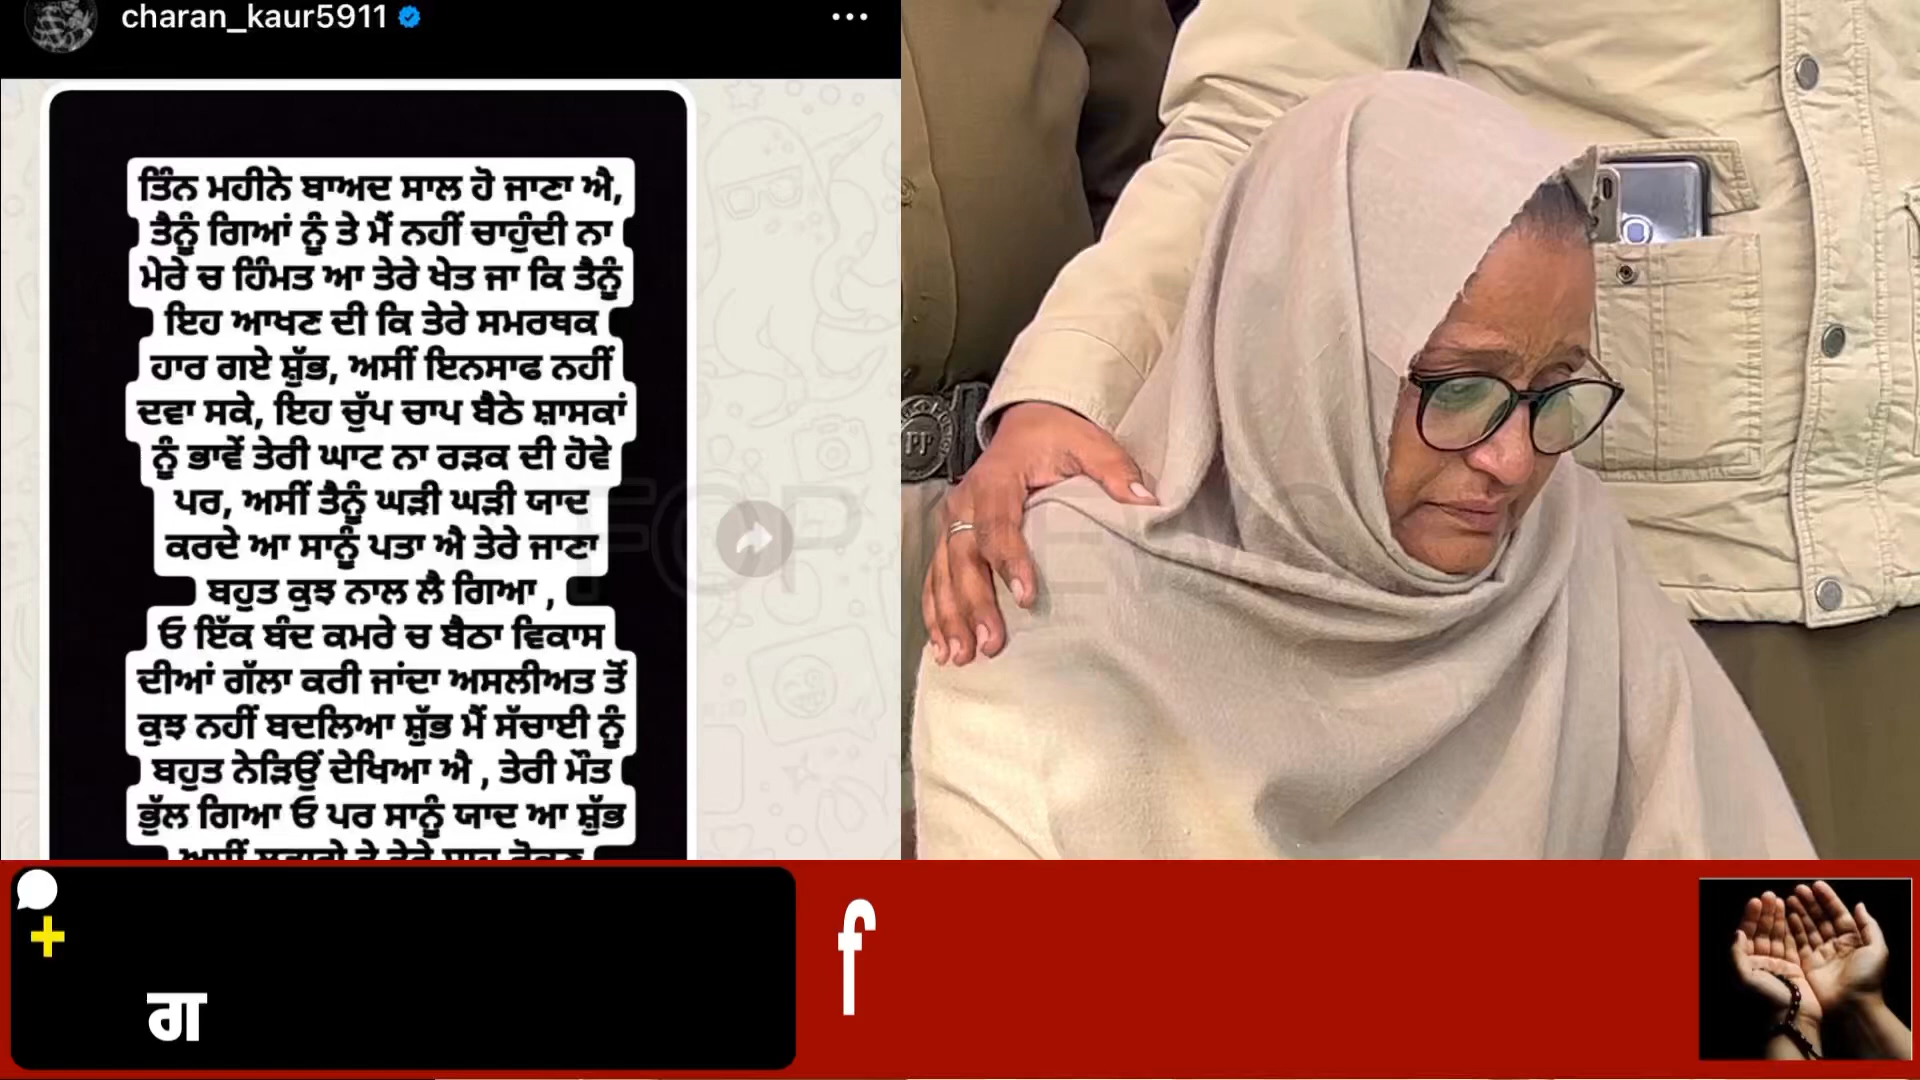 charan_kaur5911
ਤਿੰਨ ਮਹੀਨੇ ਬਾਅਦ ਸਾਲ ਹੋ ਜਾਣਾ ਐ,
ਤੈਨੂੰ ਗਿਆਂ ਨੂੰ ਤੇ ਮੈਂ ਨਹੀਂ ਚਾਹੁੰਦੀ ਨਾ
ਮੇਰੇ ਚ ਹਿੰਮਤ ਆ ਤੇਰੇ ਖੇਤ ਜਾ ਕਿ ਤੈਨੂੰ
ਇਹ ਆਖਣ ਦੀ ਕਿ ਤੇਰੇ ਸਮਰਥਕ
ਹਾਰ ਗਏ ਸ਼ੁੱਭ, ਅਸੀਂ ਇਨਸਾਫ ਨਹੀਂ
ਦਵਾ ਸਕੇ, ਇਹ ਚੁੱਪ ਚਾਪ ਬੈਠੇ ਸ਼ਾਸਕਾਂ
ਨੂੰ ਭਾਵੇਂ ਤੇਰੀ ਘਾਟ ਨਾ ਰੜਕ ਦੀ ਹੋਵੇ
ਪਰ, ਅਸੀਂ ਤੈਨੂੰ ਘੜੀ ਘੜੀ ਯਾਦ
ਕਰਦੇ ਆ ਸਾਨੂੰ ਪਤਾ ਐ ਤੇਰੇ ਜਾਣਾ
ਬਹੁਤ ਕੁਝ ਨਾਲ ਲੈ ਗਿਆ ,
ਓ ਇੱਕ ਬੰਦ ਕਮਰੇ ਚ ਬੈਠਾ ਵਿਕਾਸ
ਦੀਆਂ ਗੱਲਾ ਕਰੀ ਜਾਂਦਾ ਅਸਲੀਅਤ ਤੋਂ
ਕੁਝ ਨਹੀਂ ਬਦਲਿਆ ਸ਼ੁੱਭ ਮੈਂ ਸੱਚਾਈ ਨੂੰ
ਬਹੁਤ ਨੇੜਿਉਂ ਦੇਖਿਆ ਐ , ਤੇਰੀ ਮੌਤ
ਭੁੱਲ ਗਿਆ ਓ ਪਰ ਸਾਨੂੰ ਯਾਦ ਆ ਸ਼ੁੱਭ
PP
ਗ